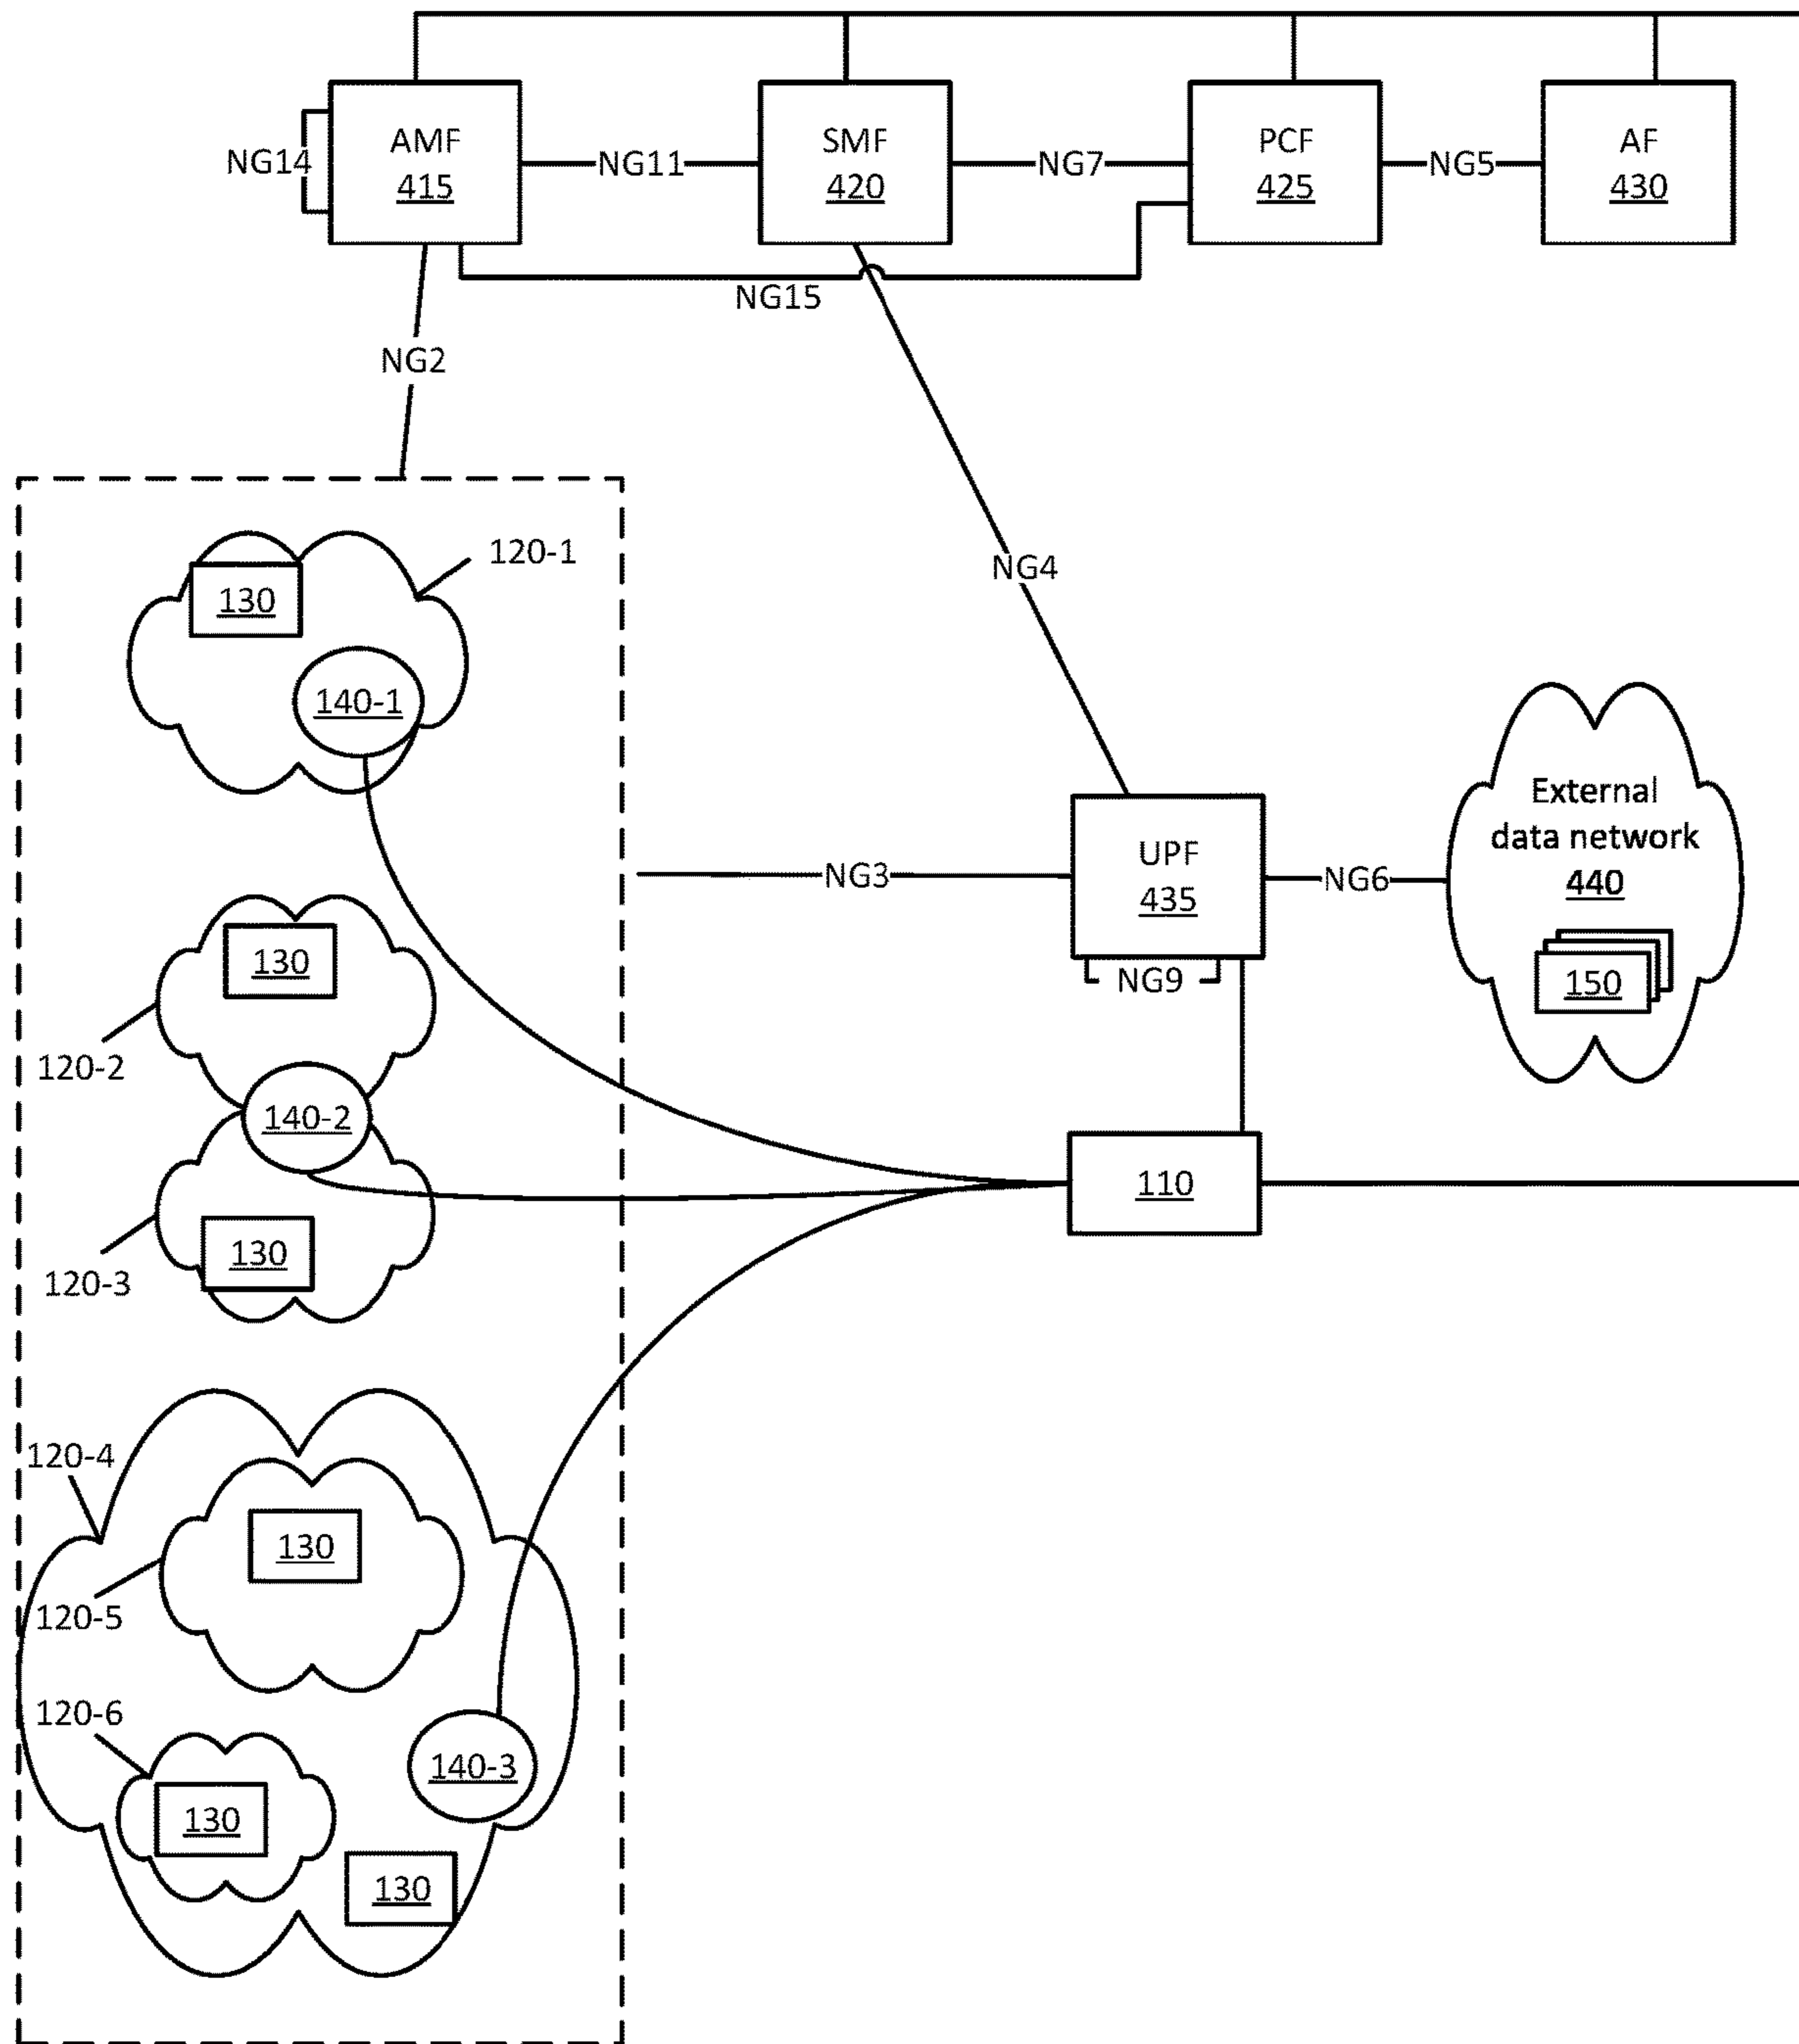 AMF
415
SMF
420
PCF
425
AF
430
NG14
NG11
NG7
NG5
NG15
NG2
NG4
120-1
130
140-1
External
data network
440
150
UPF
435
NG3
NG6
NG9
130
120-2
140-2
110
130
120-3
120-4
130
120-5
120-6
140-3
130
130